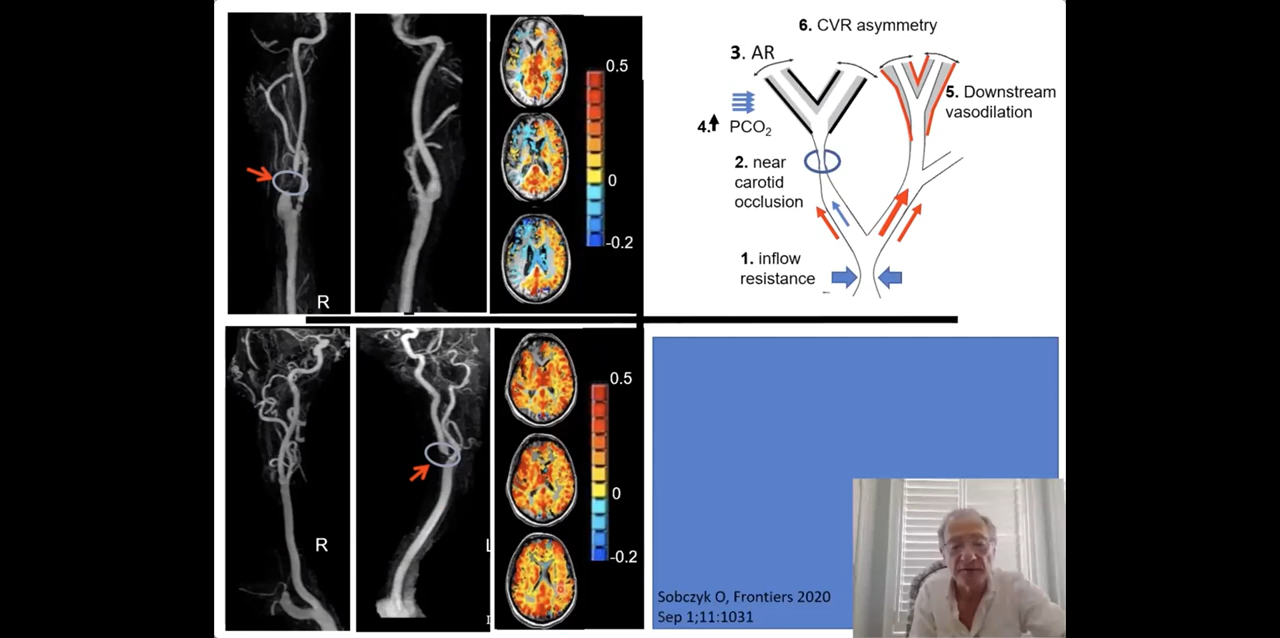 0.5
0
-0.2
R
6. CVR asymmetry
3. AR
4. PCO₂
5. Downstream
vasodilation
2. near
carotid
occlusion
1. inflow
resistance
0.5
0
-0.2
R
Sobczyk O, Frontiers 2020
Sep 1;11:1031